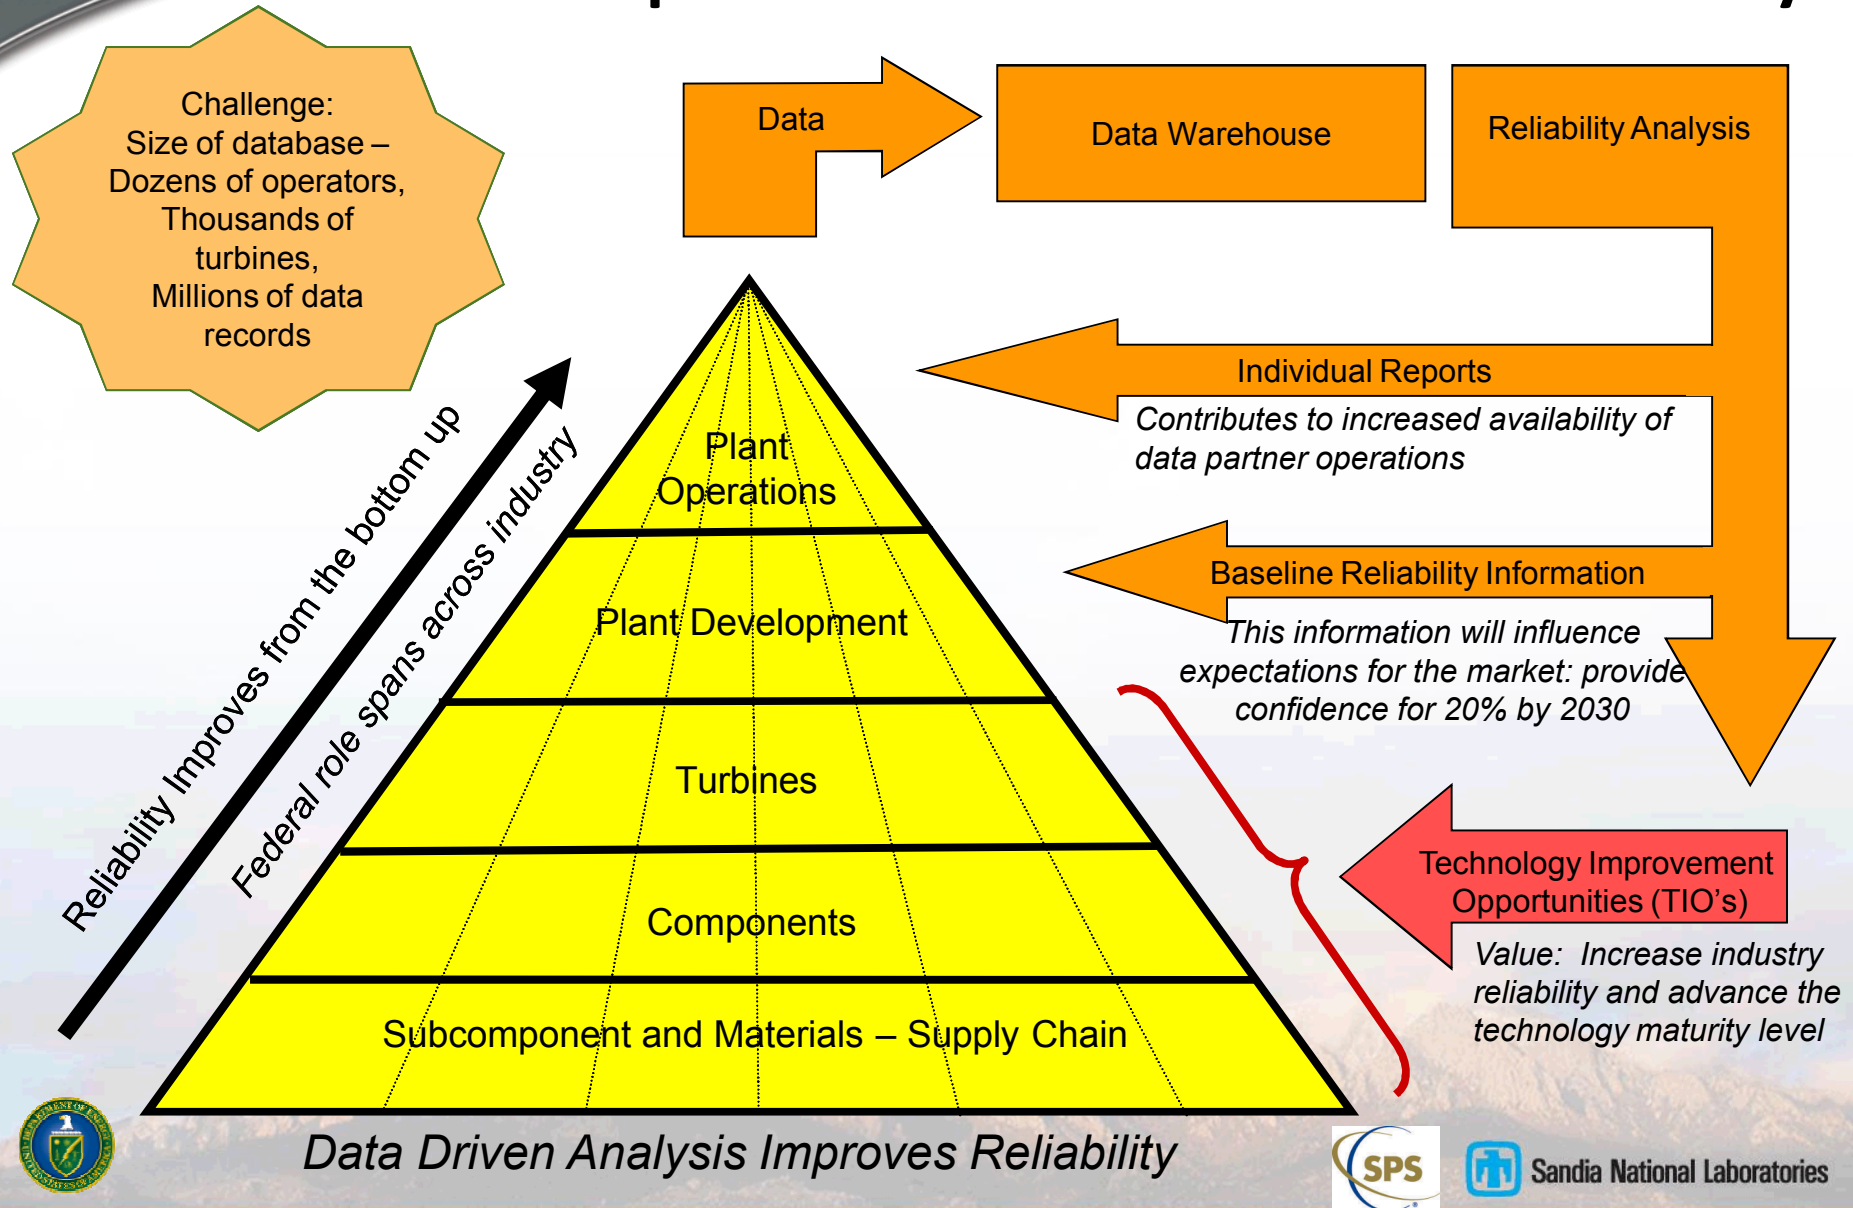 Challenge:
Size of database –
Dozens of operators,
Thousands of
turbines,
Millions of data
records
Data
Data Warehouse
Reliability Analysis
Individual Reports
Contributes to increased availability of
data partner operations
Baseline Reliability Information
This information will influence
expectations for the market: provide
confidence for 20% by 2030
Technology Improvement
Opportunities (TIO’s)
Value:  Increase industry
reliability and advance the
technology maturity level
Reliability Improves from the bottom up
Federal role spans across industry
Plant
Operations
Plant Development
Turbines
Components
Subcomponent and Materials – Supply Chain
Data Driven Analysis Improves Reliability
SPS
Sandia National Laboratories